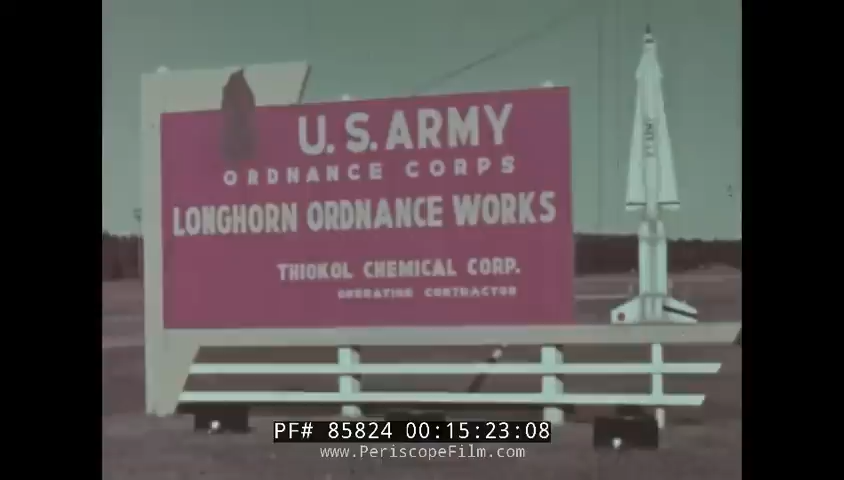 U.S. ARMY
ORDNANCE CORPS
LONGHORN ORDNANCE WORKS
THIOKOL CHEMICAL CORP.
OPERATING CONTRACTOR
PF# 85824 00:15:23:08
www.PeriscopeFilm.com